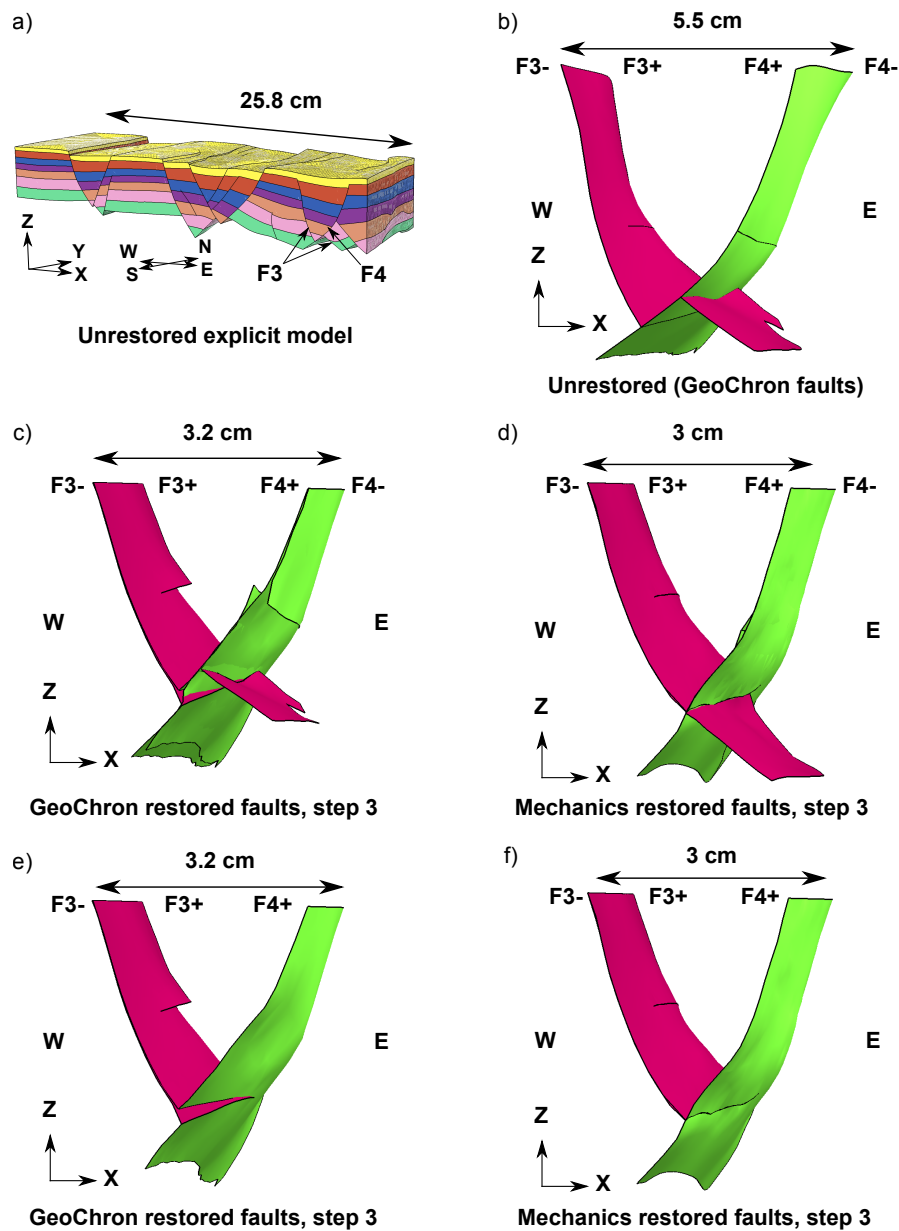 a)
25.8 cm
Z
Y
X
W
N
S
E
F3
F4
Unrestored explicit model
b)
5.5 cm
F3-
F3+
F4+
F4-
W
E
Z
X
Unrestored (GeoChron faults)
c)
3.2 cm
F3-
F3+
F4+
F4-
W
E
Z
X
GeoChron restored faults, step 3
d)
3 cm
F3-
F3+
F4+
F4-
W
E
Z
X
Mechanics restored faults, step 3
e)
3.2 cm
F3-
F3+
F4+
W
E
Z
X
GeoChron restored faults, step 3
f)
3 cm
F3-
F3+
F4+
W
E
Z
X
Mechanics restored faults, step 3